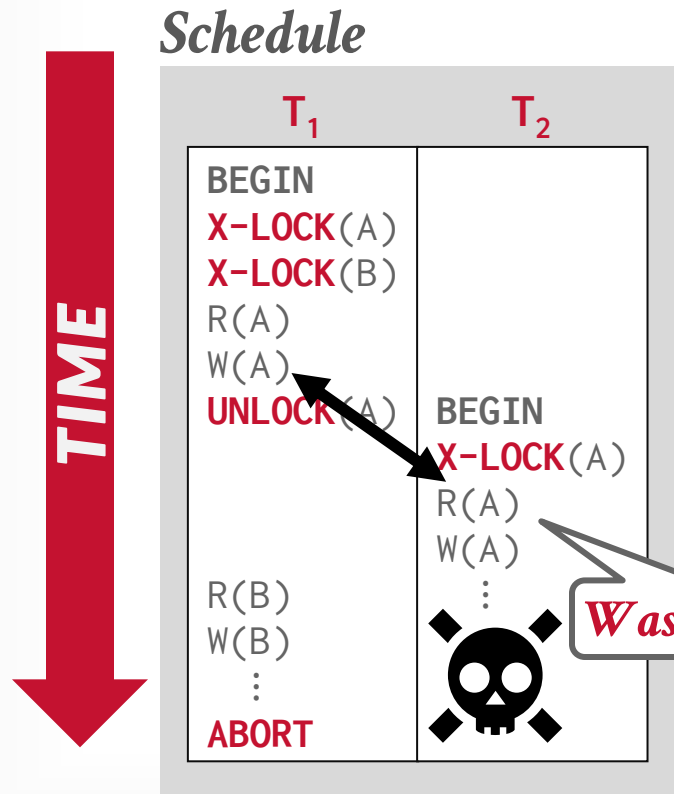 Schedule
TIME
T1
T2
BEGIN
X-LOCK(A)
X-LOCK(B)
R(A)
W(A)
UNLOCK(A)
R(B)
W(B)
⋮
ABORT
BEGIN
X-LOCK(A)
R(A)
W(A)
⋮
Was